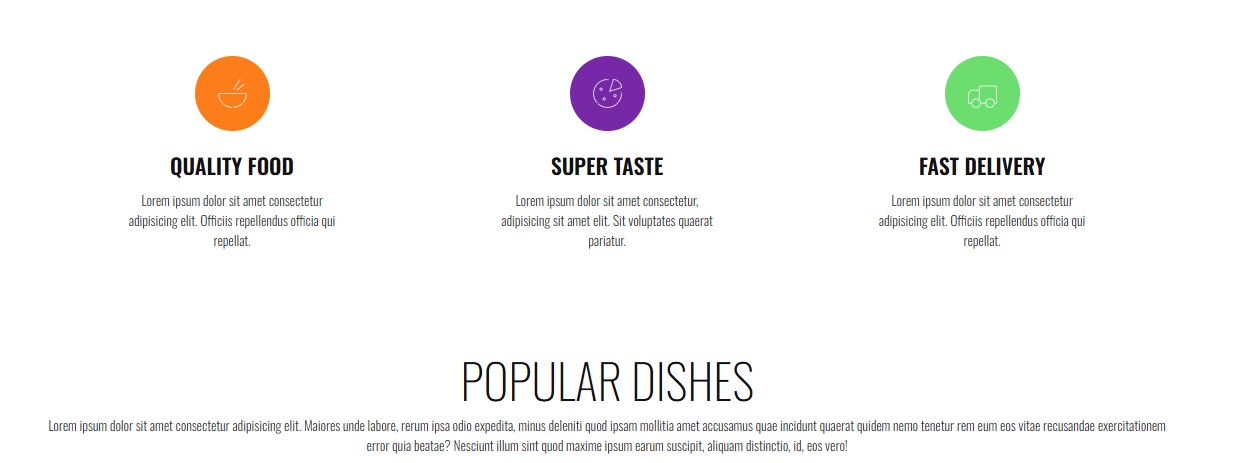 QUALITY FOOD
Lorem ipsum dolor sit amet consectetur
adipisicing elit. Officiis repellendus officia qui
repellat.
SUPER TASTE
Lorem ipsum dolor sit amet consectetur,
adipisicing sit amet elit. Sit voluptates quaerat
pariatur.
FAST DELIVERY
Lorem ipsum dolor sit amet consectetur
adipisicing elit. Officiis repellendus officia qui
repellat.
POPULAR DISHES
Lorem ipsum dolor sit amet consectetur adipisicing elit. Maiores unde labore, rerum ipsa odio expedita, minus deleniti quod ipsam mollitia amet accusamus quae incidunt quaerat quidem nemo tenetur rem eum eos vitae recusandae exercitationem
error quia beatae? Nesciunt illum sint quod maxime ipsum earum suscipit, aliquam distinctio, id, eos vero!